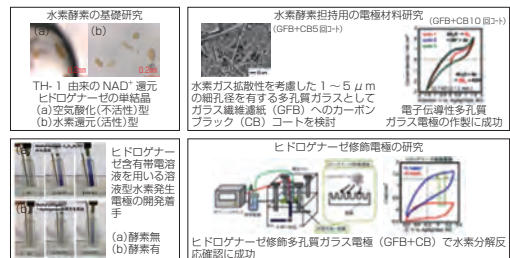 水素酵素の基礎研究
(a)
(b)
TH- 1 由来の NAD⁺ 還元
ヒドロゲナーゼの単結晶
(a)空気酸化(不活性)型
(b)水素還元(活性)型
水素酵素担持用の電極材料研究
(GFB+CB5回コート)
(GFB+CB10回コート)
水素ガス拡散性を考慮した 1 ～ 5 μ m
の細孔径を有する多孔質ガラスとして
ガラス繊維濾紙(GFB)へのカーボン
ブラック(CB)コートを検討
電子伝導性多孔質
ガラス電極の作製に成功
ヒドロゲナー
ゼ含有帯電溶
液を用いる溶
液型水素発生
電極の開発着
手
(a)酵素無
(b)酵素有
ヒドロゲナーゼ修飾電極の研究
ヒドロゲナーゼ修飾多孔質ガラス電極（GFB+CB）で水素分解反
応確認に成功